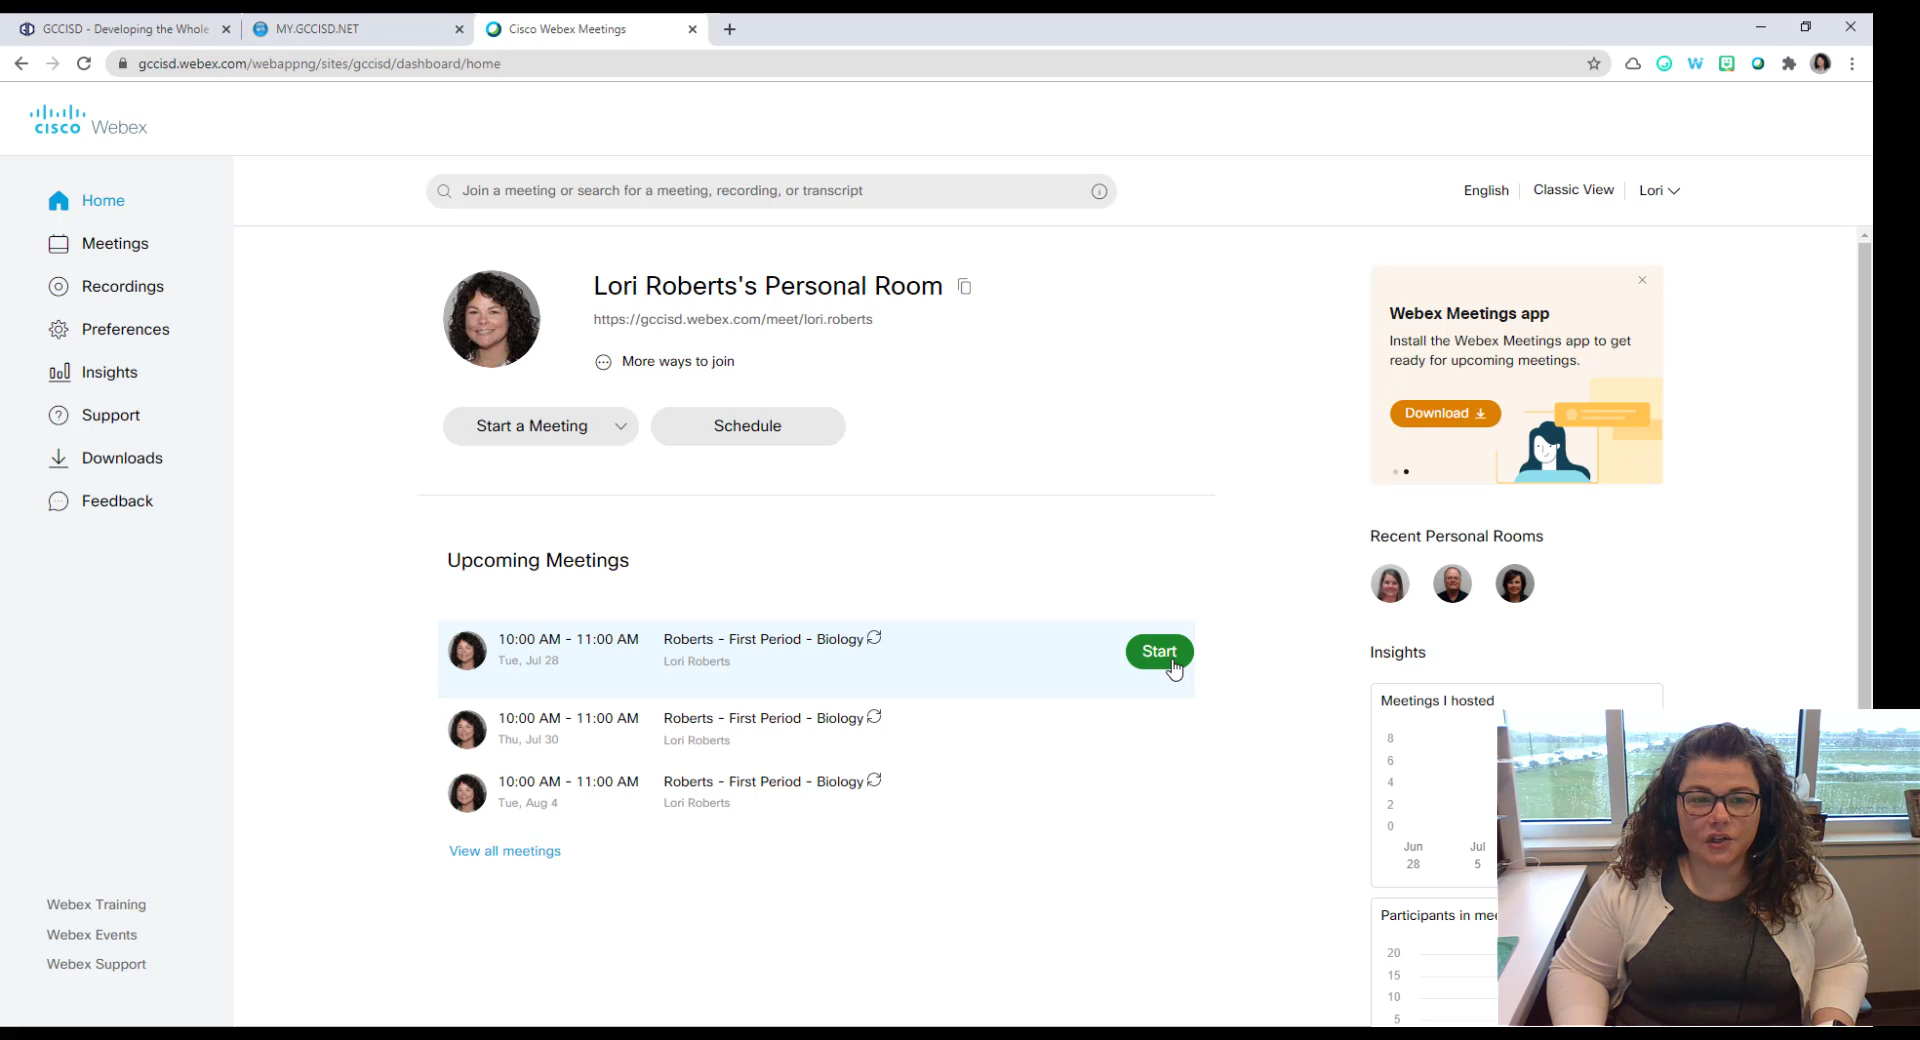 GCCISD - Developing the Whole
MY.GCCISD.NET
Cisco Webex Meetings
gccisd.webex.com/webappng/sites/gccisd/dashboard/home
CISCO Webex
Join a meeting or search for a meeting, recording, or transcript
English
Classic View
Lori
Home
Meetings
Recordings
Preferences
Insights
Support
Downloads
Feedback
Webex Training
Webex Events
Webex Support
Lori Roberts's Personal Room
https://gccisd.webex.com/meet/lori.roberts
More ways to join
Start a Meeting
Schedule
Upcoming Meetings
10:00 AM - 11:00 AM Roberts - First Period - Biology
Tue, Jul 28 Lori Roberts
Start
10:00 AM - 11:00 AM Roberts - First Period - Biology
Thu, Jul 30 Lori Roberts
10:00 AM - 11:00 AM Roberts - First Period - Biology
Tue, Aug 4 Lori Roberts
View all meetings
Webex Meetings app
Install the Webex Meetings app to get
ready for upcoming meetings.
Download
Recent Personal Rooms
Insights
Meetings I hosted
8
6
4
2
0
Jun Jul
28 5
Participants in mee
20
15
10
5